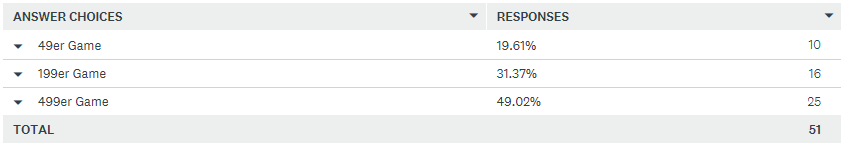 ANSWER CHOICES RESPONSES
49er Game 19.61% 10
199er Game 31.37% 16
499er Game 49.02% 25
TOTAL 51